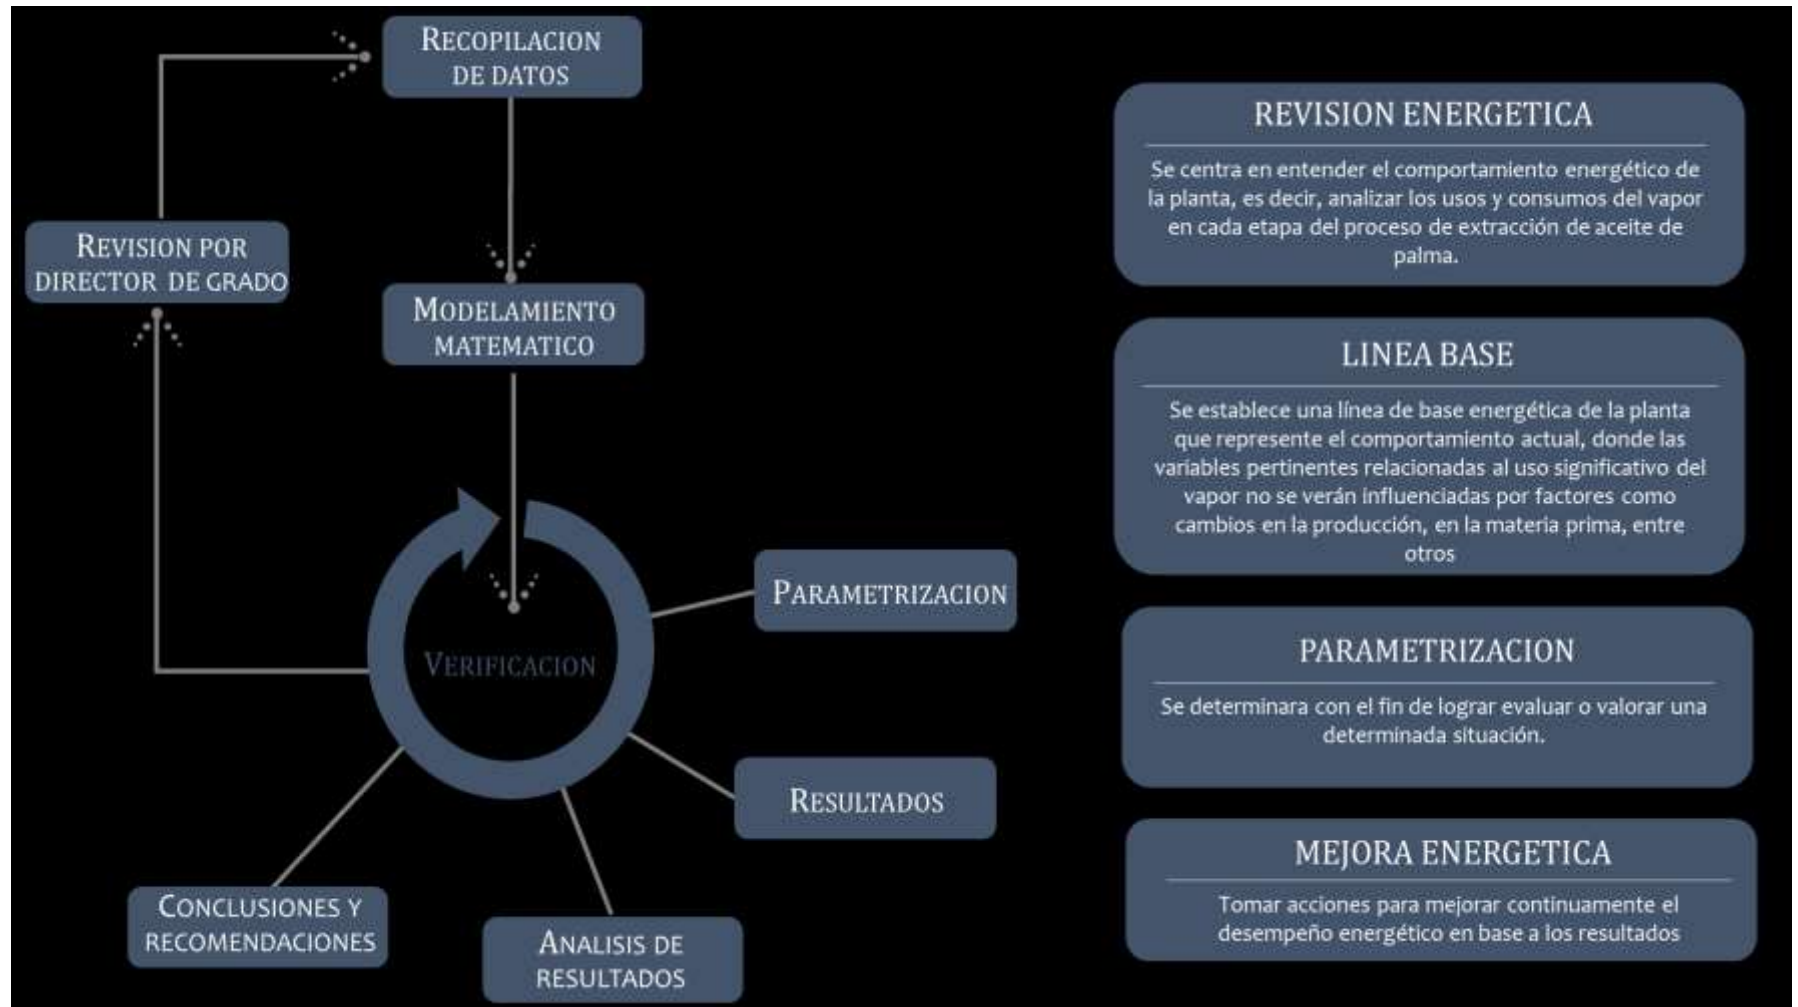 RECOPILACION
DE DATOS
REVISION POR
DIRECTOR DE GRADO
MODELAMIENTO
MATEMATICO
VERIFICACION
PARAMETRIZACION
RESULTADOS
ANALISIS DE
RESULTADOS
CONCLUSIONES Y
RECOMENDACIONES
REVISION ENERGETICA
Se centra en entender el comportamiento energético de
la planta, es decir, analizar los usos y consumos del vapor
en cada etapa del proceso de extracción de aceite de
palma.
LINEA BASE
Se establece una línea de base energética de la planta
que represente el comportamiento actual, donde las
variables pertinentes relacionadas al uso significativo del
vapor no se verán influenciadas por factores como
cambios en la producción, en la materia prima, entre
otros
PARAMETRIZACION
Se determinara con el fin de lograr evaluar o valorar una
determinada situación.
MEJORA ENERGETICA
Tomar acciones para mejorar continuamente el
desempeño energético en base a los resultados